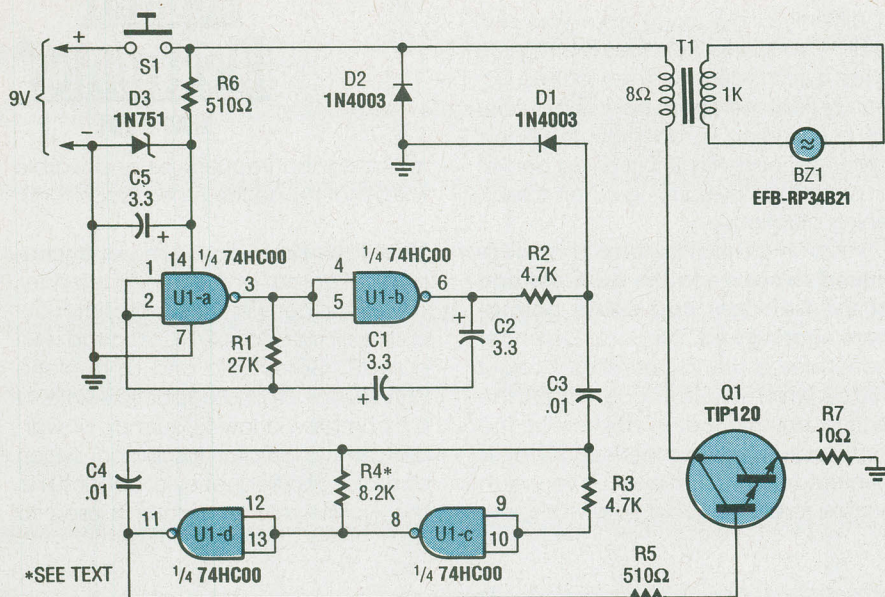 +
S1
9V
−
R6
510Ω
D3
1N751
C5
3.3
+
D2
1N4003
D1
1N4003
T1
8Ω
1K
≈
BZ1
EFB-RP34B21
14
1/4 74HC00
1
2
U1-a
3
7
1/4 74HC00
4
5
U1-b
6
R2
4.7K
R1
27K
C1
3.3
+
+
C2
3.3
C3
.01
Q1
TIP120
R7
10Ω
C4
.01
R4*
8.2K
R3
4.7K
11
U1-d
12
13
8
U1-c
9
10
*SEE TEXT
1/4 74HC00
1/4 74HC00
R5
510Ω